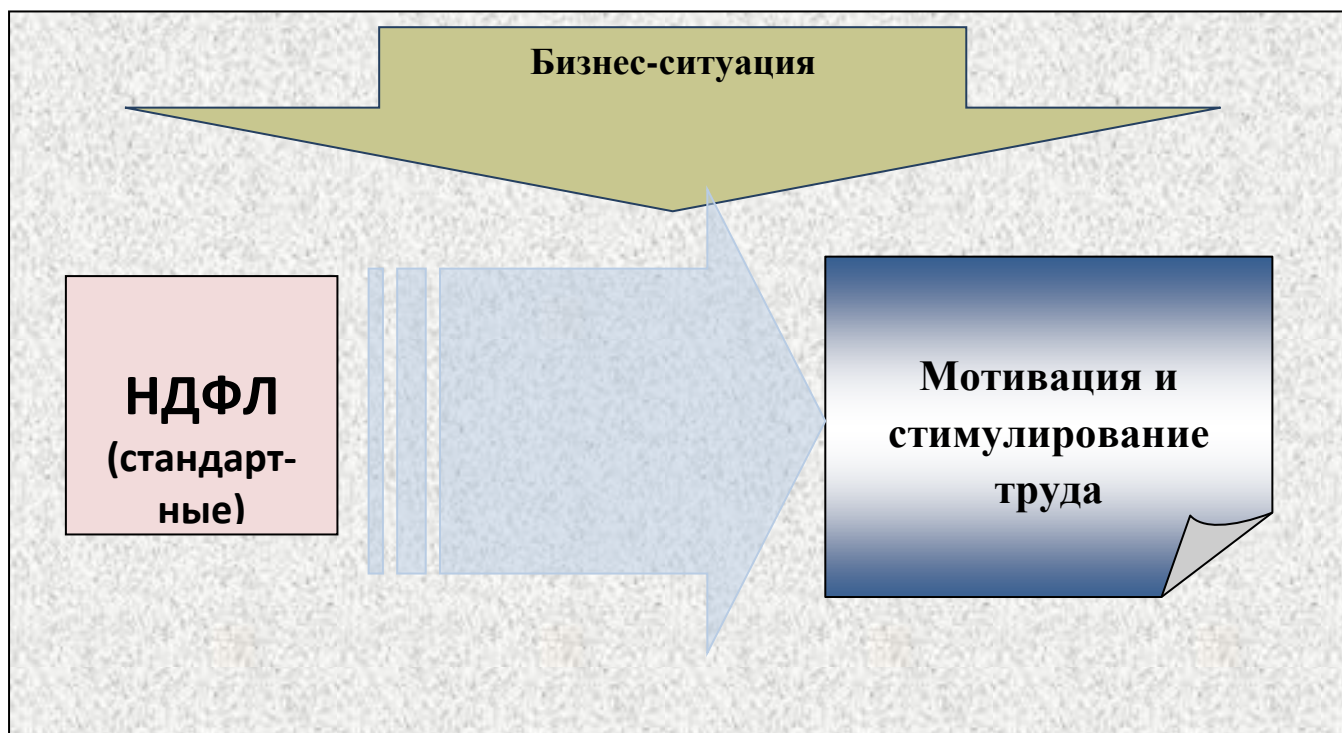 Бизнес-ситуация
НДФЛ
(стандарт-
ные)
Мотивация и
стимулирование
труда